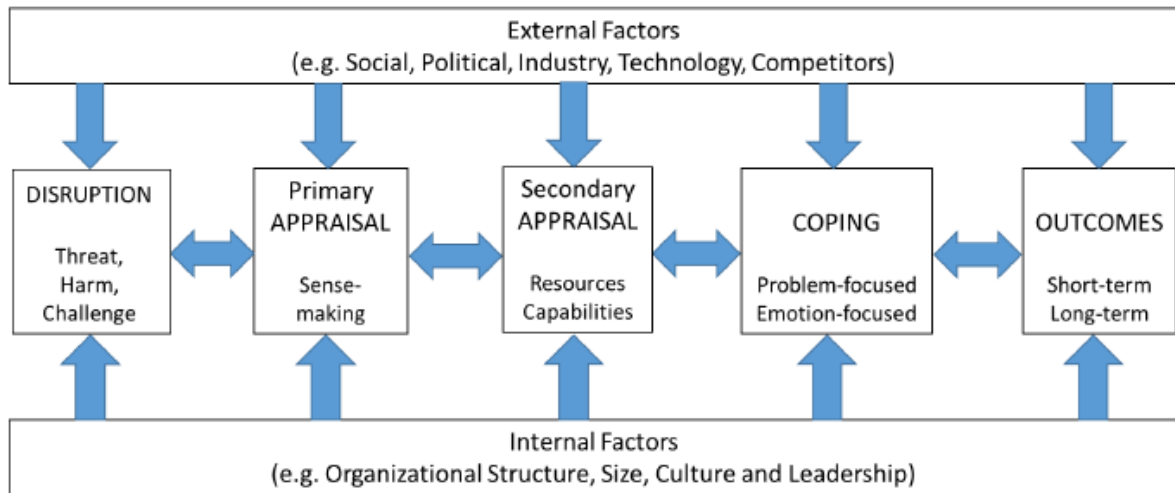 External Factors
(e.g. Social, Political, Industry, Technology, Competitors)
DISRUPTION
Threat,
Harm,
Challenge
Primary
APPRAISAL
Sense-
making
Secondary
APPRAISAL
Resources
Capabilities
COPING
Problem-focused
Emotion-focused
OUTCOMES
Short-term
Long-term
Internal Factors
(e.g. Organizational Structure, Size, Culture and Leadership)